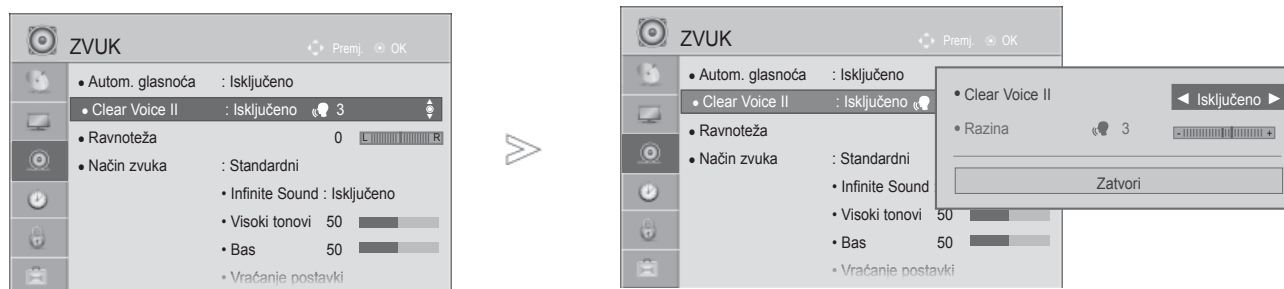 ZVUK
Premj. OK
• Autom. glasnoća : Isključeno
• Clear Voice II : Isključeno 3
• Ravnoteža 0 L R
• Način zvuka : Standardni
• Infinite Sound : Isključeno
• Visoki tonovi 50
• Bas 50
• Vraćanje postavki
ZVUK
Premj. OK
• Autom. glasnoća : Isključeno
• Clear Voice II : Isključeno
• Ravnoteža
• Način zvuka : Standardni
• Infinite Sound :
• Visoki tonovi 50
• Bas 50
• Vraćanje postavki
• Clear Voice II ◄ Isključeno ►
• Razina 3 - +
Zatvori